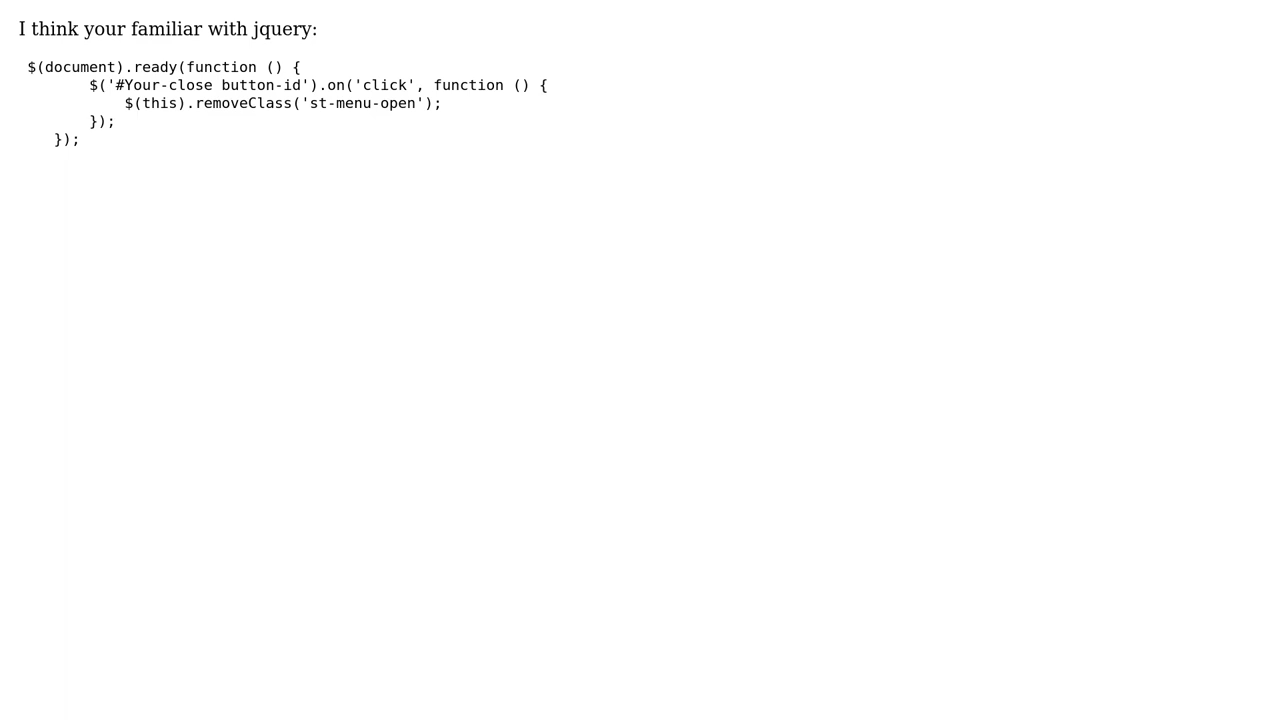 I think your familiar with jquery:
$(document).ready(function () {
$('#Your-close button-id').on('click', function () {
$(this).removeClass('st-menu-open');
});
});